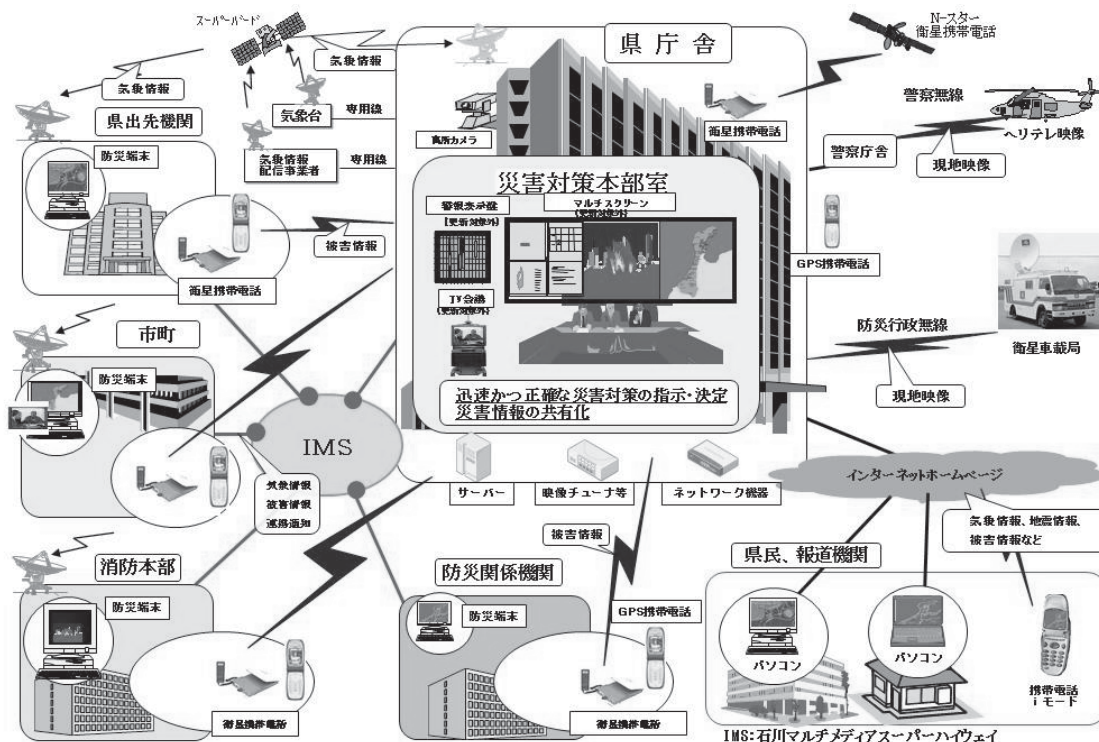 スーパーバード
気象情報
気象情報
県出先機関
防災端末
気象台
専用線
気象情報
配信事業者
専用線
被害情報
衛星携帯電話
県庁舎
高所カメラ
衛星携帯電話
N-スター
衛星携帯電話
警察無線
ヘリテレ映像
警察庁舎
現地映像
災害対策本部室
警報表示盤
(更新対象外)
マルチスクリーン
(更新対象外)
TV会議
(更新対象外)
迅速かつ正確な災害対策の指示・決定
災害情報の共有化
GPS携帯電話
防災行政無線
衛星車載局
現地映像
市町
防災端末
IMS
気象情報
被害情報
連絡通知
サーバー
映像チューナ等
ネットワーク機器
インターネットホームページ
気象情報、地震情報、
被害情報など
被害情報
消防本部
防災端末
衛星携帯電話
防災関係機関
防災端末
GPS携帯電話
衛星携帯電話
県民、報道機関
パソコン
パソコン
携帯電話
iモード
IMS:石川マルチメディアスーパーハイウェイ